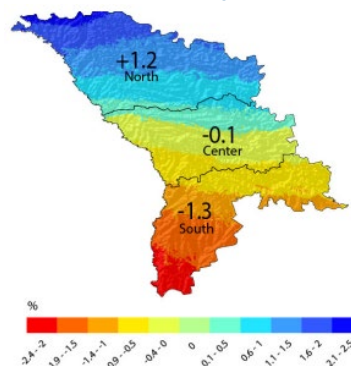 +1.2
North
-0.1
Center
-1.3
South
%
-2.4 - -2
-1.9 - -1.5
-1.4 - -1
-0.9 - -0.5
-0.4 - 0
0
0.1 - 0.5
0.6 - 1
1.1 - 1.5
1.6 - 2
2.1 - 2.5